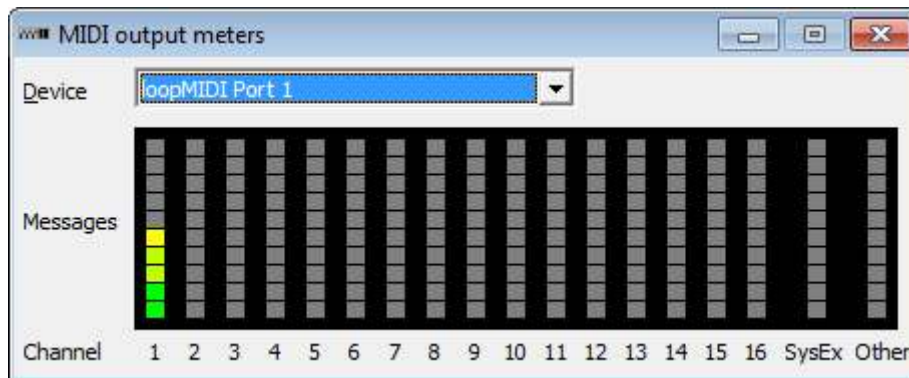 MIDI output meters
Device loopMIDI Port 1
Messages
Channel 1 2 3 4 5 6 7 8 9 10 11 12 13 14 15 16 SysEx Other